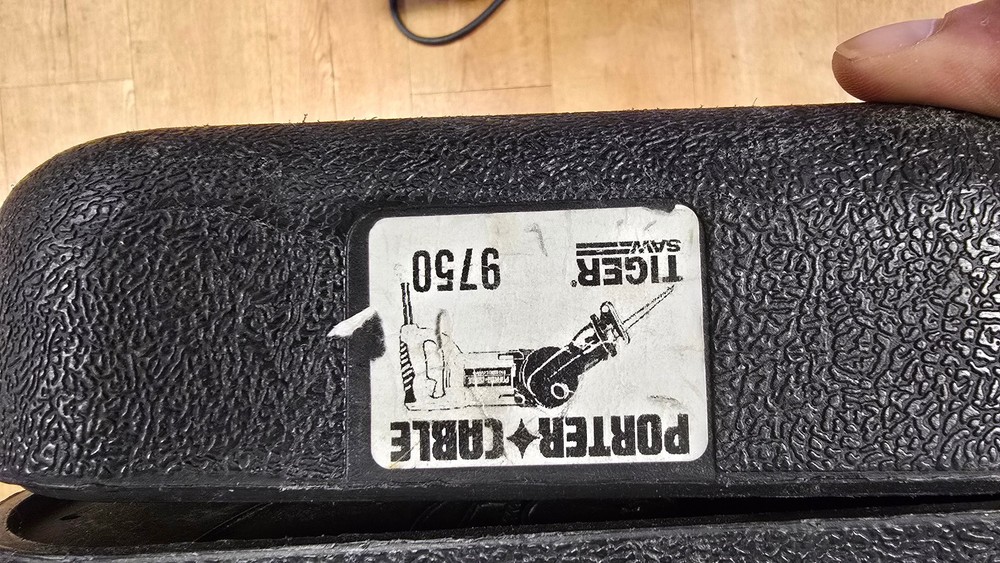 PORTER✦CABLE
TIGER®
SAW
9750